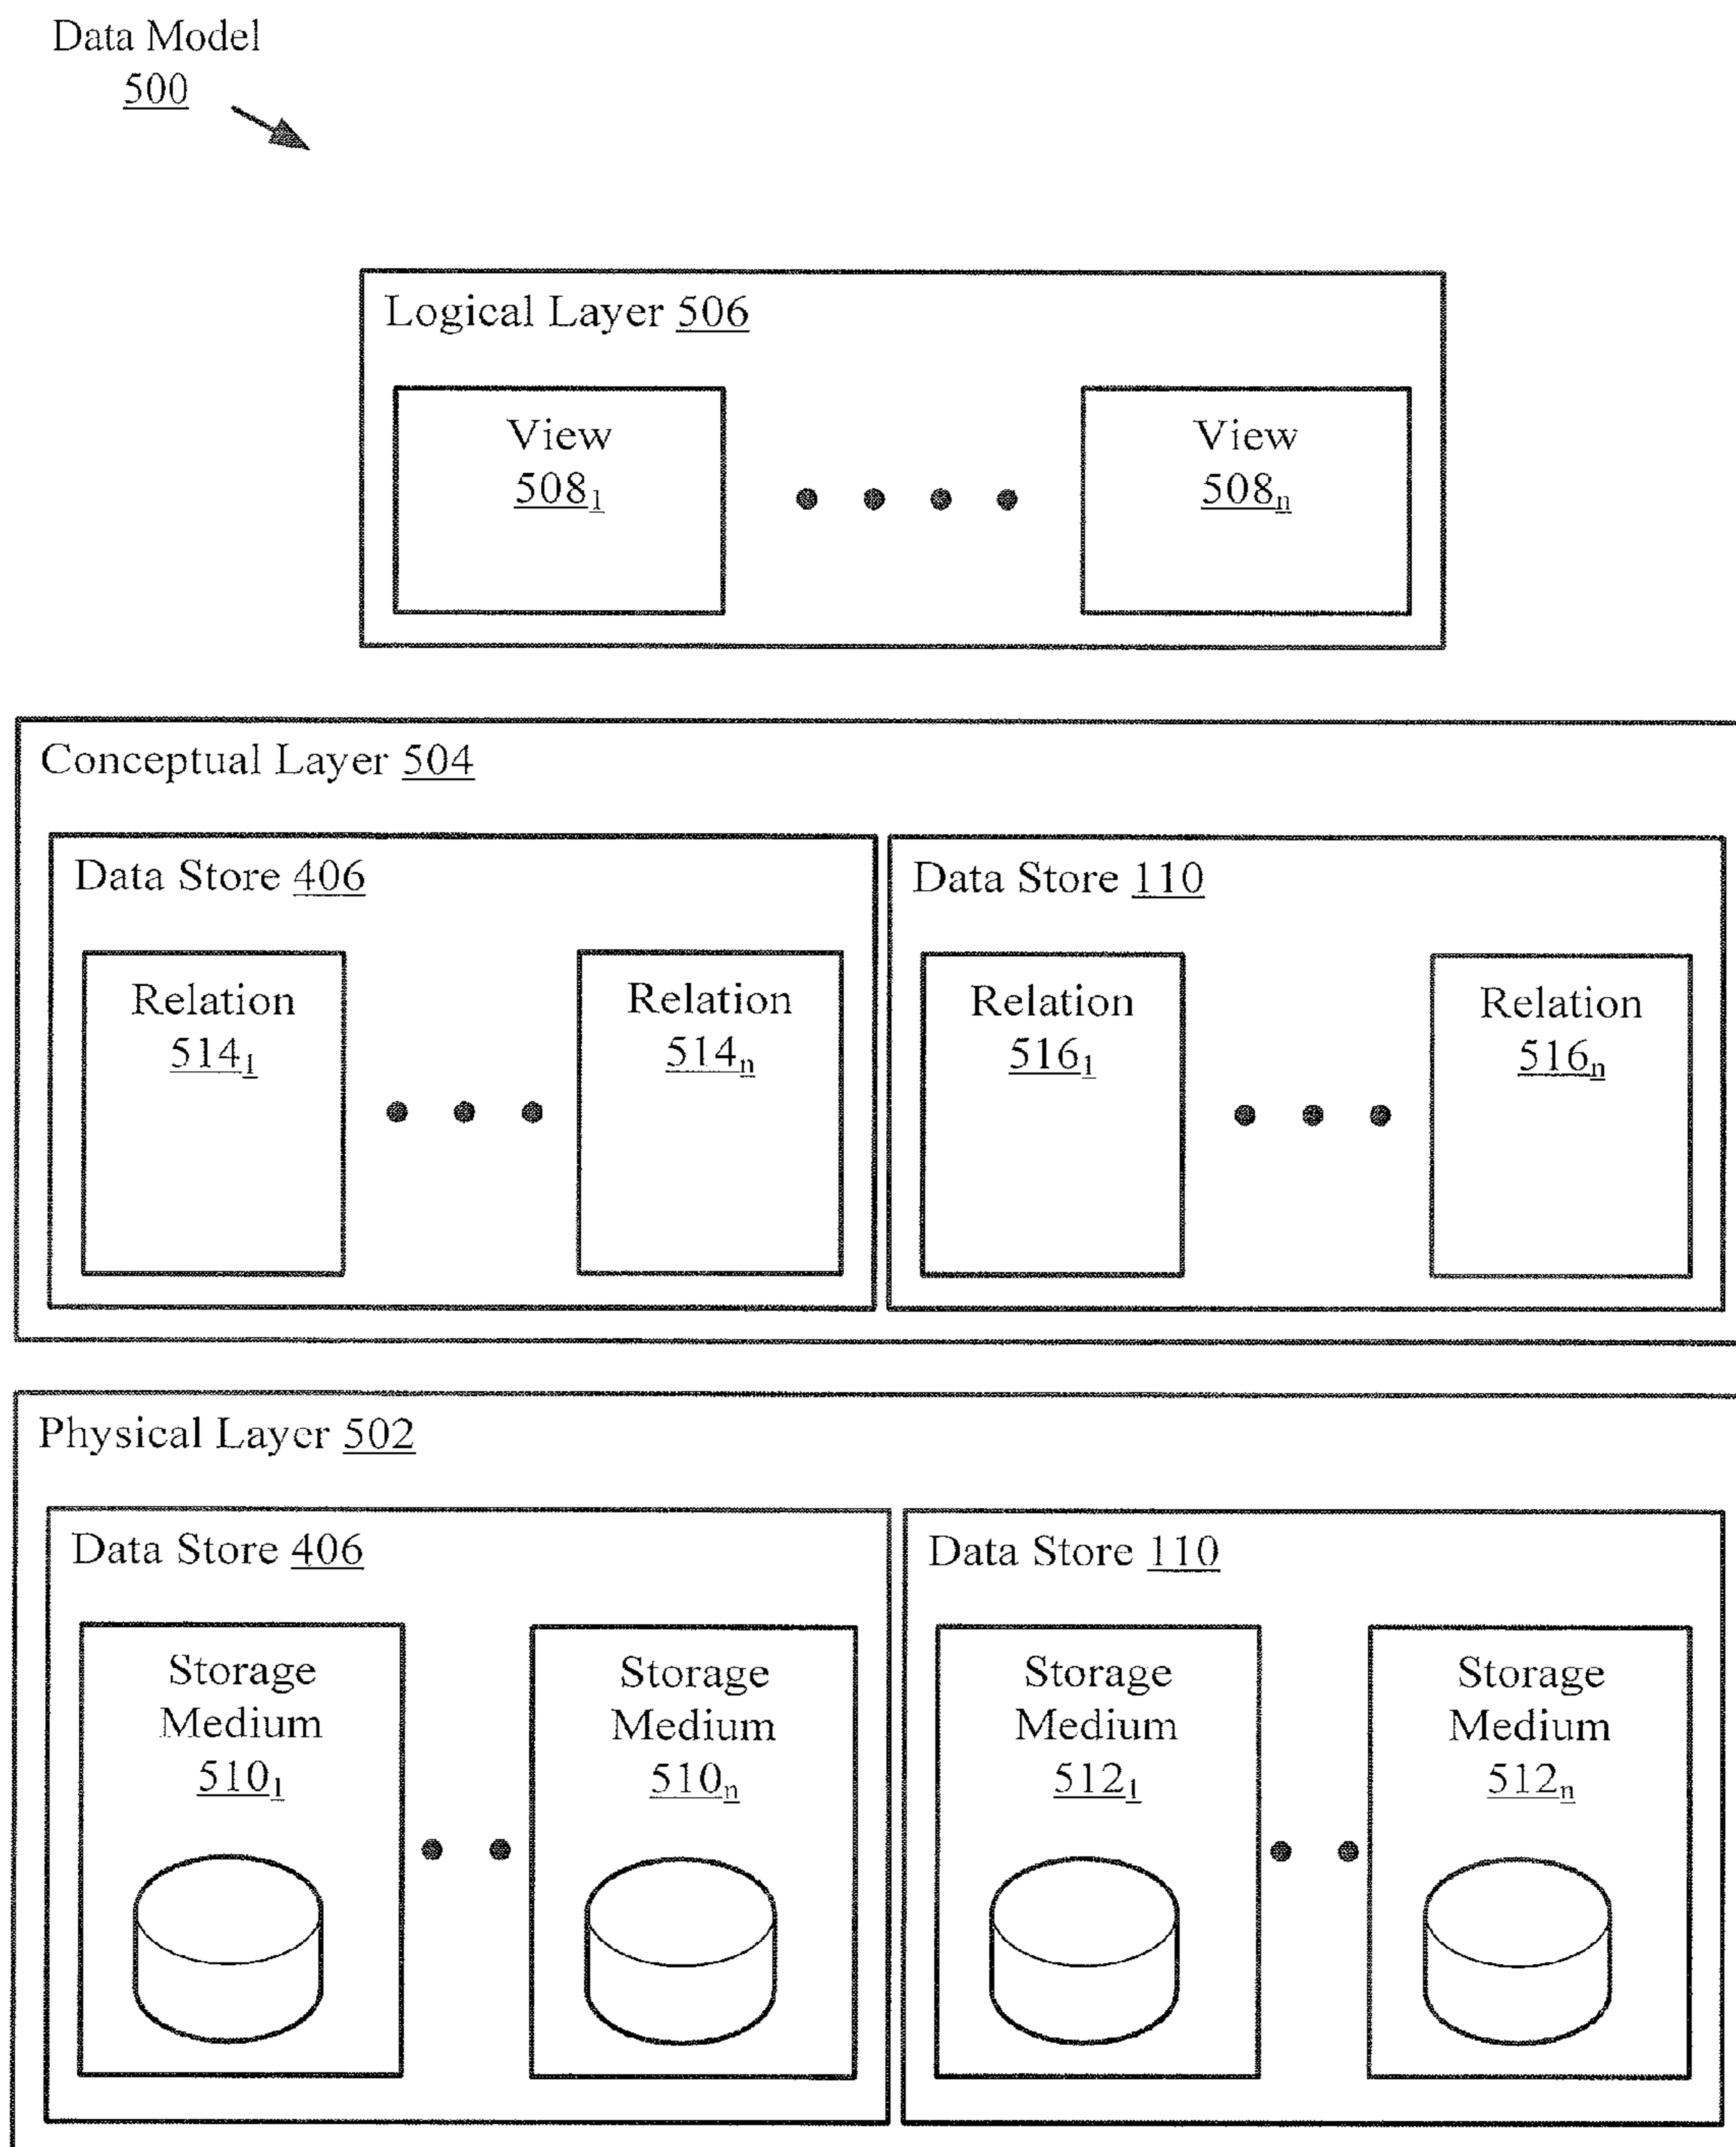 Data Model
500
Logical Layer 506
View
508₁
View
508ₙ
Conceptual Layer 504
Data Store 406
Relation
514₁
Relation
514ₙ
Data Store 110
Relation
516₁
Relation
516ₙ
Physical Layer 502
Data Store 406
Storage
Medium
510₁
Storage
Medium
510ₙ
Data Store 110
Storage
Medium
512₁
Storage
Medium
512ₙ